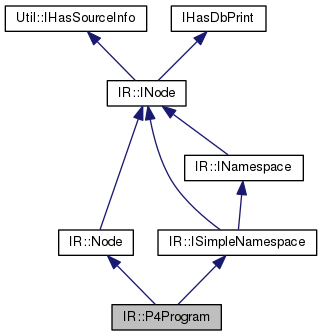 Util::IHasSourceInfo
IHasDbPrint
IR::INode
IR::INamespace
IR::Node
IR::ISimpleNamespace
IR::P4Program